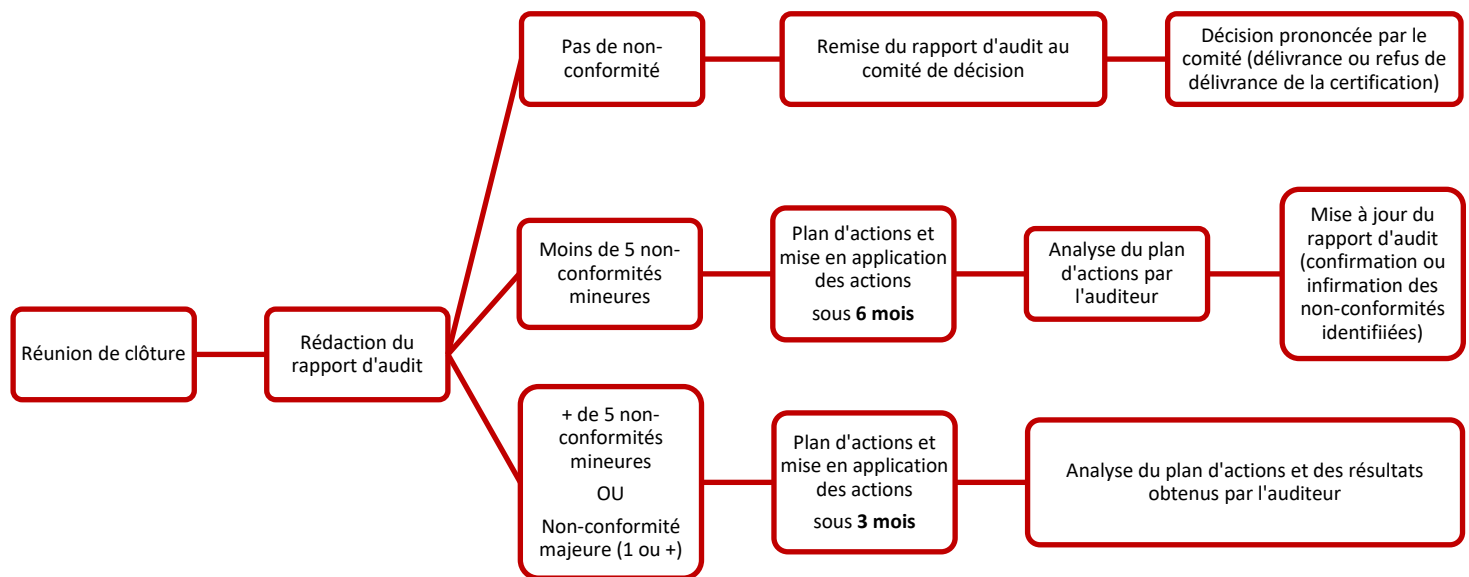 Pas de non-
conformité
Remise du rapport d'audit au
comité de décision
Décision prononcée par le
comité (délivrance ou refus de
délivrance de la certification)
Réunion de clôture
Rédaction du
rapport d'audit
Moins de 5 non-
conformités
mineures
Plan d'actions et
mise en application
des actions
sous 6 mois
Analyse du plan
d'actions par
l'auditeur
Mise à jour du
rapport d'audit
(confirmation ou
infirmation des
non-conformités
identifiiées)
+ de 5 non-
conformités
mineures
OU
Non-conformité
majeure (1 ou +)
Plan d'actions et
mise en application
des actions
sous 3 mois
Analyse du plan d'actions et des résultats
obtenus par l'auditeur